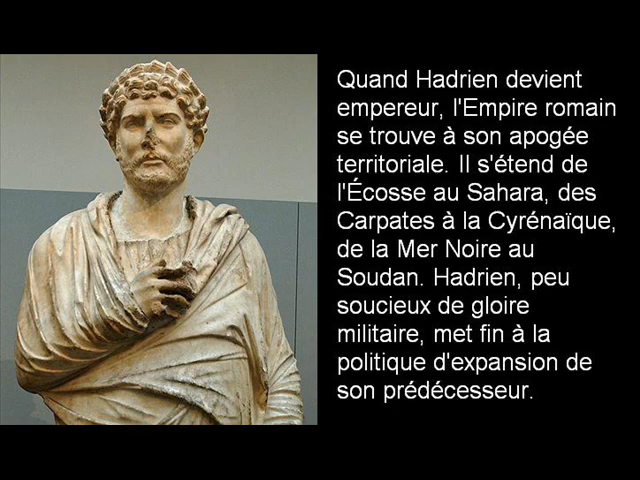 Quand Hadrien devient
empereur, l'Empire romain
se trouve à son apogée
territoriale. Il s'étend de
l'Écosse au Sahara, des
Carpates à la Cyrénaïque,
de la Mer Noire au
Soudan. Hadrien, peu
soucieux de gloire
militaire, met fin à la
politique d'expansion de
son prédécesseur.